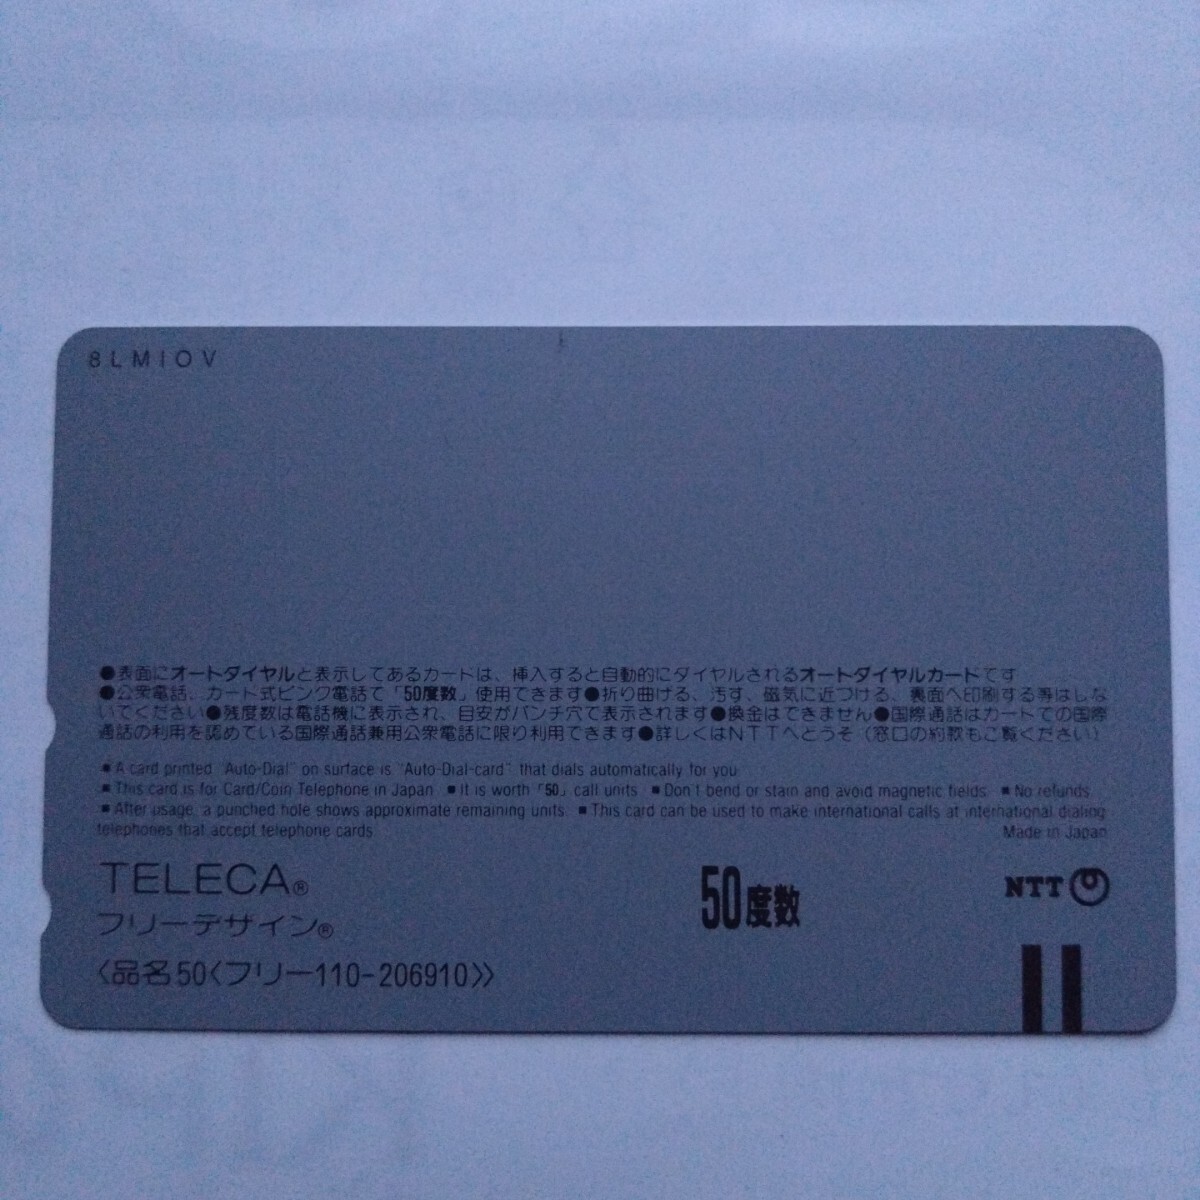 8LMIOV
●表面にオートダイヤルと表示してあるカードは、挿入すると自動的にダイヤルされるオートダイヤルカードです
●公衆電話、カード式ピンク電話で「50度数」使用できます●折り曲げる、汚す、磁気に近づける、裏面へ印刷する等はしな
いでください●残度数は電話機に表示され、目安がパンチ穴で表示されます●換金はできません●国際通話はカードでの国際
通話の利用を認めている国際通話兼用公衆電話に限り利用できます●詳しくはNTTへどうぞ(窓口の約款もご覧ください)
■A card printed "Auto-Dial" on surface is "Auto-Dial-card" that dials automatically for you.
■This card is for Card/Coin Telephone in Japan. ■It is worth「50」call units. ■Don't bend or stain and avoid magnetic fields. ■No refunds.
■After usage, a punched hole shows approximate remaining units. ■This card can be used to make international calls at international dialing
telephones that accept telephone cards.
Made in Japan
TELECA®
フリーデザイン®
〈品名50〈フリー110-206910〉〉
50度数
NTT